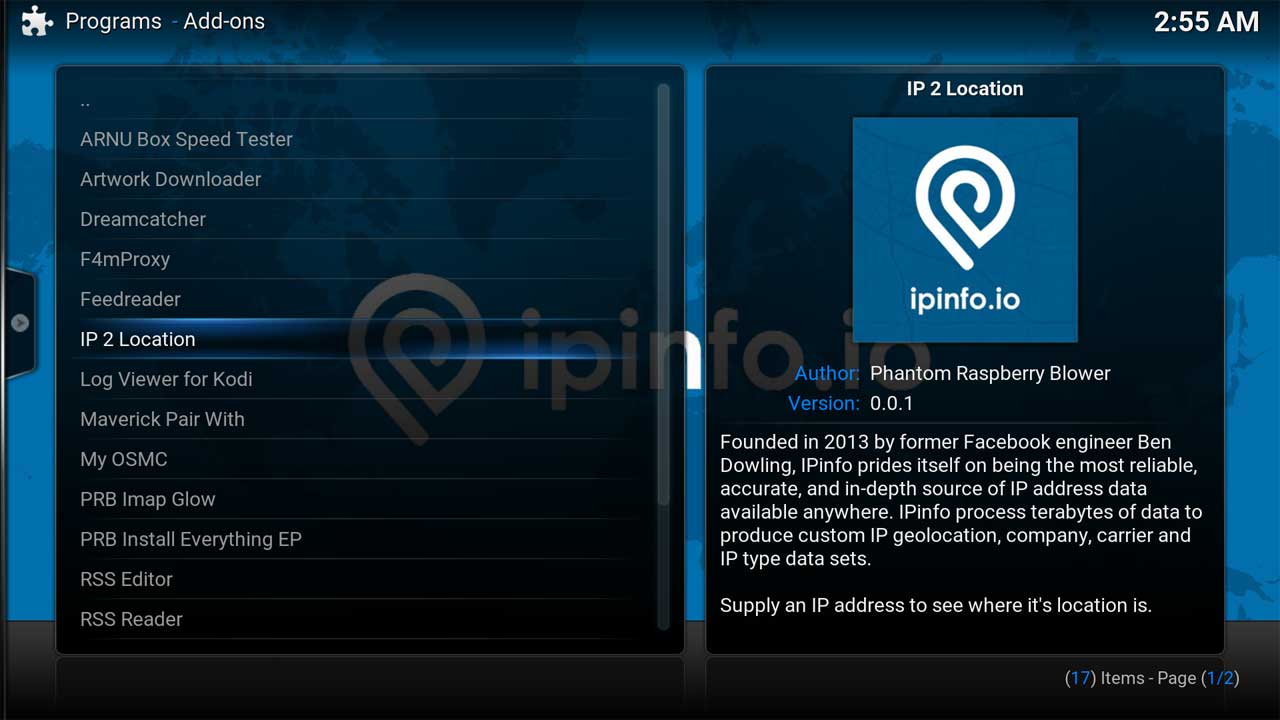 Programs - Add-ons
2:55 AM
..
ARNU Box Speed Tester
Artwork Downloader
Dreamcatcher
F4mProxy
Feedreader
IP 2 Location
Log Viewer for Kodi
Maverick Pair With
My OSMC
PRB Imap Glow
PRB Install Everything EP
RSS Editor
RSS Reader
ipinfo.io
IP 2 Location
ipinfo.io
Author: Phantom Raspberry Blower
Version: 0.0.1
Founded in 2013 by former Facebook engineer Ben
Dowling, IPinfo prides itself on being the most reliable,
accurate, and in-depth source of IP address data
available anywhere. IPinfo process terabytes of data to
produce custom IP geolocation, company, carrier and
IP type data sets.
Supply an IP address to see where it's location is.
(17) Items - Page (1/2)